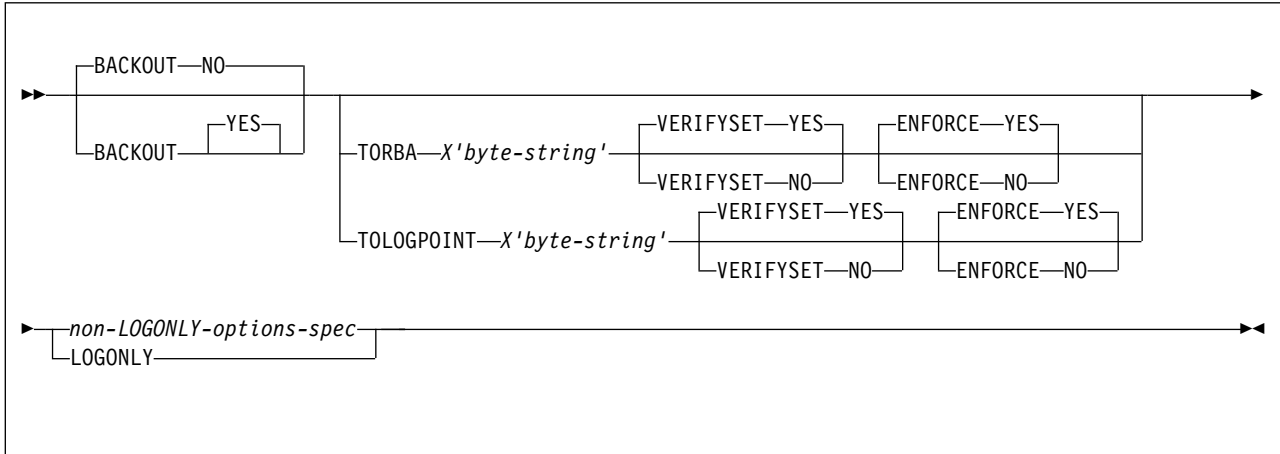 BACKOUT NO
BACKOUT YES
TORBA X'byte-string' VERIFYSET YES ENFORCE YES
VERIFYSET NO ENFORCE NO
TOLOGPOINT X'byte-string' VERIFYSET YES ENFORCE YES
VERIFYSET NO ENFORCE NO
non-LOGONLY-options-spec
LOGONLY